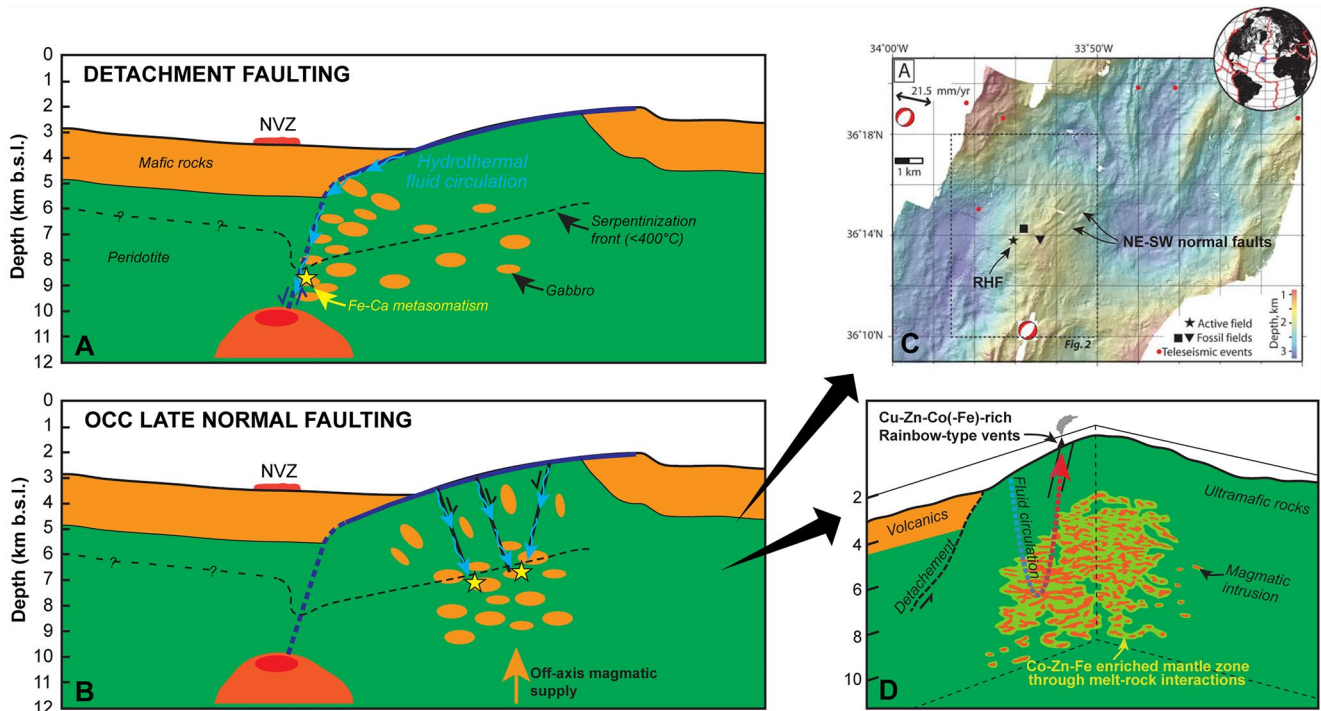 0
1
2
3
4
5
6
7
8
9
10
11
12
Depth (km b.s.l.)
DETACHMENT FAULTING
NVZ
Mafic rocks
Hydrothermal
fluid circulation
?
?
Peridotite
Serpentinization
front (<400°C)
Gabbro
Fe-Ca metasomatism
A
34°00'W
33°50'W
A
21.5 mm/yr
36°18'N
1 km
36°14'N
NE-SW normal faults
RHF
36°10'N
Fig. 2
Active field
Fossil fields
Teleseismic events
Depth, km
1
2
3
C
0
1
2
3
4
5
6
7
8
9
10
11
12
Depth (km b.s.l.)
OCC LATE NORMAL FAULTING
NVZ
?
?
Off-axis magmatic
supply
B
Cu-Zn-Co(-Fe)-rich
Rainbow-type vents
2
4
6
8
10
Volcanics
Detachement
Fluid circulation
Ultramafic rocks
Magmatic
intrusion
Co-Zn-Fe enriched mantle zone
through melt-rock interactions
D